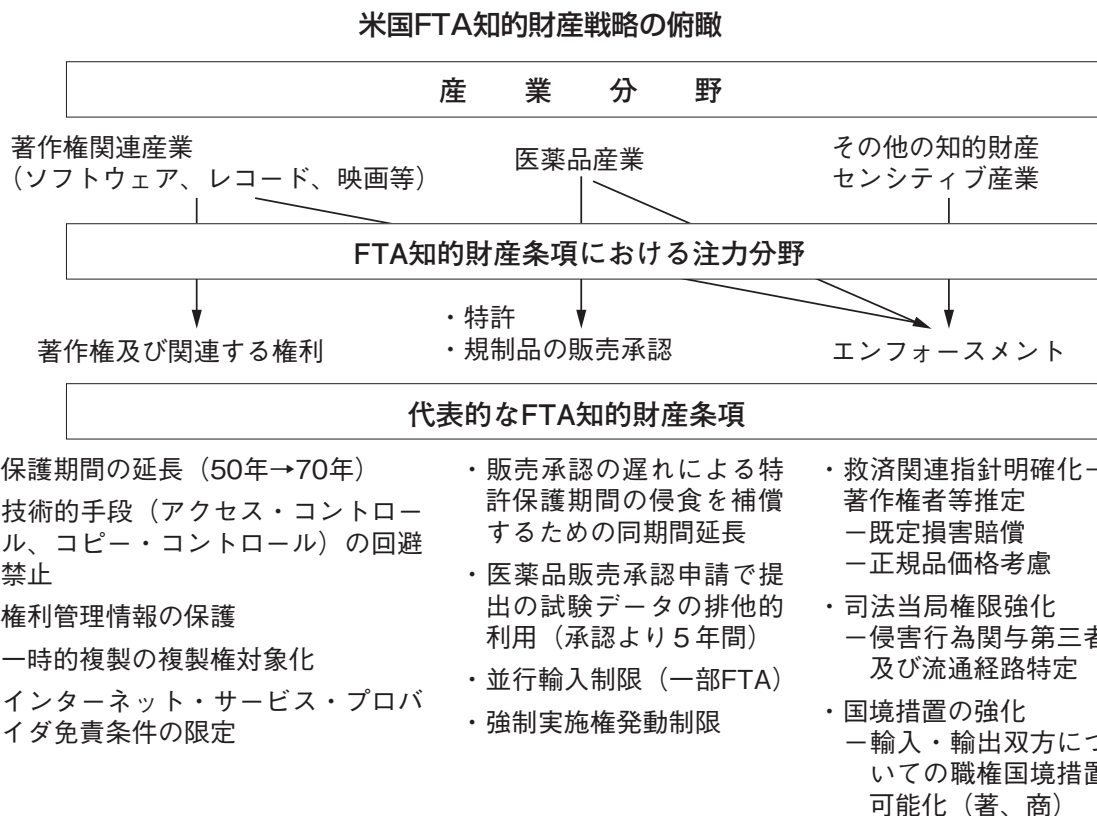 米国FTA知的財産戦略の俯瞰
産業分野
著作権関連産業
（ソフトウェア、レコード、映画等）
医薬品産業
その他の知的財産
センシティブ産業
FTA知的財産条項における注力分野
著作権及び関連する権利
・特許
・規制品の販売承認
エンフォースメント
代表的なFTA知的財産条項
保護期間の延長（50年→70年）
技術的手段（アクセス・コントロー
ル、コピー・コントロール）の回避
禁止
権利管理情報の保護
一時的複製の複製権対象化
インターネット・サービス・プロバ
イダ免責条件の限定
・販売承認の遅れによる特
許保護期間の侵食を補償
するための同期間延長
・医薬品販売承認申請で提
出の試験データの排他的
利用（承認より５年間）
・並行輸入制限（一部FTA）
・強制実施権発動制限
・救済関連指針明確化－
著作権者等推定
－既定損害賠償
－正規品価格考慮
・司法当局権限強化
－侵害行為関与第三者
及び流通経路特定
・国境措置の強化
－輸入・輸出双方につ
いての職権国境措置
可能化（著、商）